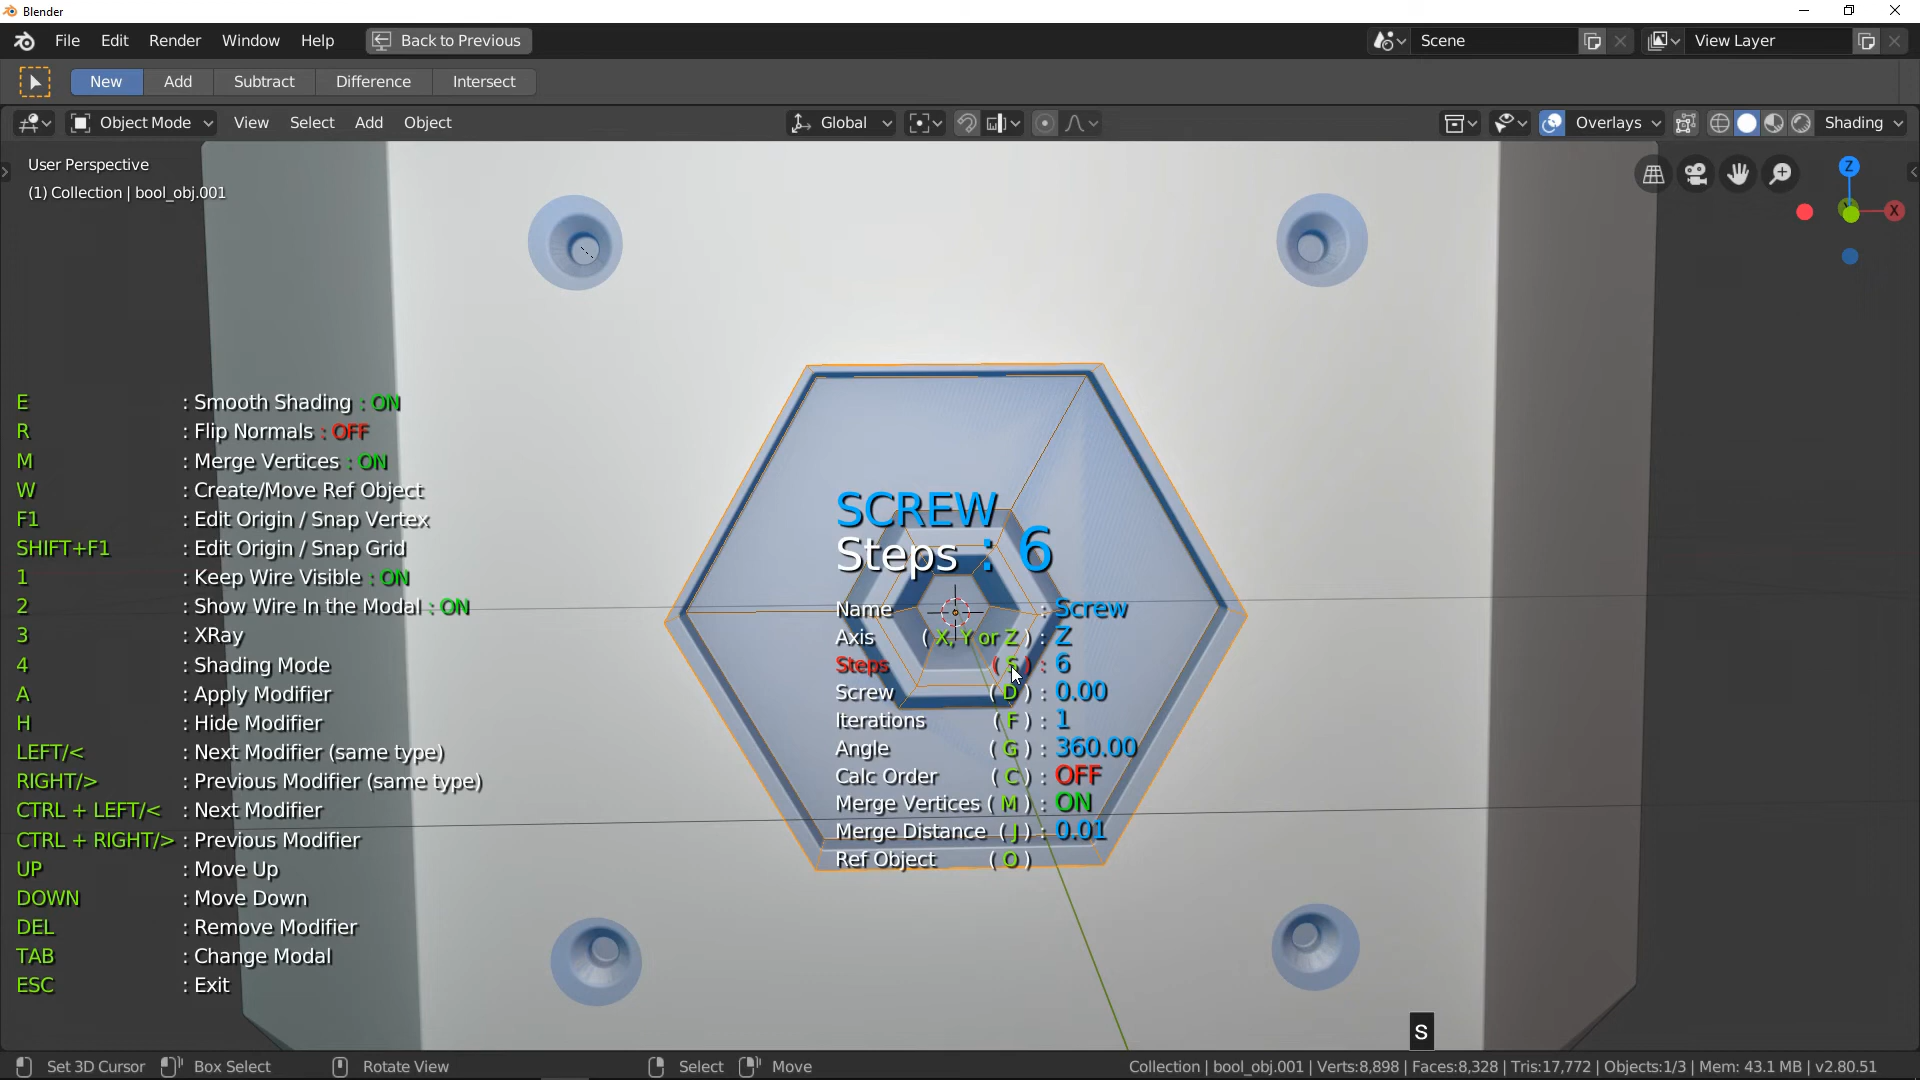 Blender
File Edit Render Window Help Back to Previous Scene View Layer
New Add Subtract Difference Intersect
Object Mode View Select Add Object Global Overlays Shading
User Perspective
(1) Collection | bool_obj.001
Z
X
E : Smooth Shading : ON
R : Flip Normals : OFF
M : Merge Vertices : ON
W : Create/Move Ref Object
F1 : Edit Origin / Snap Vertex
SHIFT+F1 : Edit Origin / Snap Grid
1 : Keep Wire Visible : ON
2 : Show Wire In the Modal : ON
3 : XRay
4 : Shading Mode
A : Apply Modifier
H : Hide Modifier
LEFT/< : Next Modifier (same type)
RIGHT/> : Previous Modifier (same type)
CTRL + LEFT/< : Next Modifier
CTRL + RIGHT/> : Previous Modifier
UP : Move Up
DOWN : Move Down
DEL : Remove Modifier
TAB : Change Modal
ESC : Exit
SCREW
Steps : 6
Name : Screw
Axis ( X, Y or Z ) : Z
Steps ( S ) : 6
Screw ( D ) : 0.00
Iterations ( F ) : 1
Angle ( G ) : 360.00
Calc Order ( C ) : OFF
Merge Vertices ( M ) : ON
Merge Distance ( J ) : 0.01
Ref Object ( O )
S
Set 3D Cursor Box Select Rotate View Select Move Collection | bool_obj.001 | Verts:8,898 | Faces:8,328 | Tris:17,772 | Objects:1/3 | Mem: 43.1 MB | v2.80.51